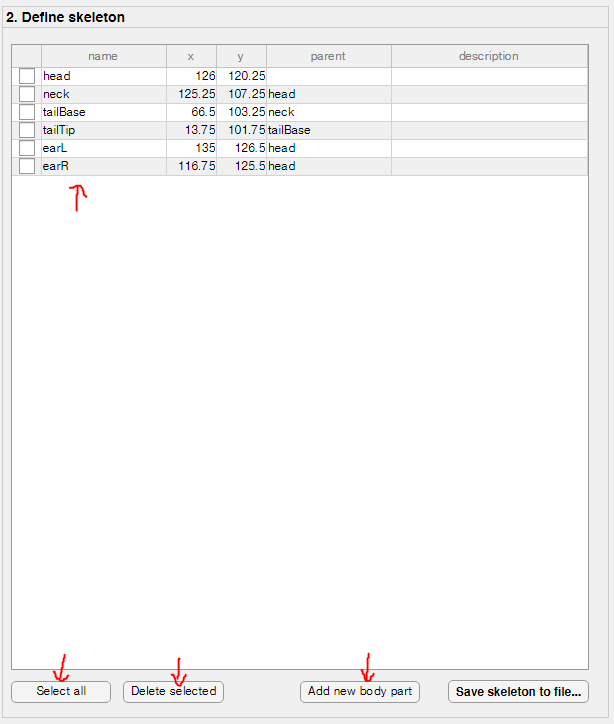 2. Define skeleton
name x y parent description
head 126 120.25
neck 125.25 107.25 head
tailBase 66.5 103.25 neck
tailTip 13.75 101.75 tailBase
earL 135 126.5 head
earR 116.75 125.5 head
Select all Delete selected Add new body part Save skeleton to file...